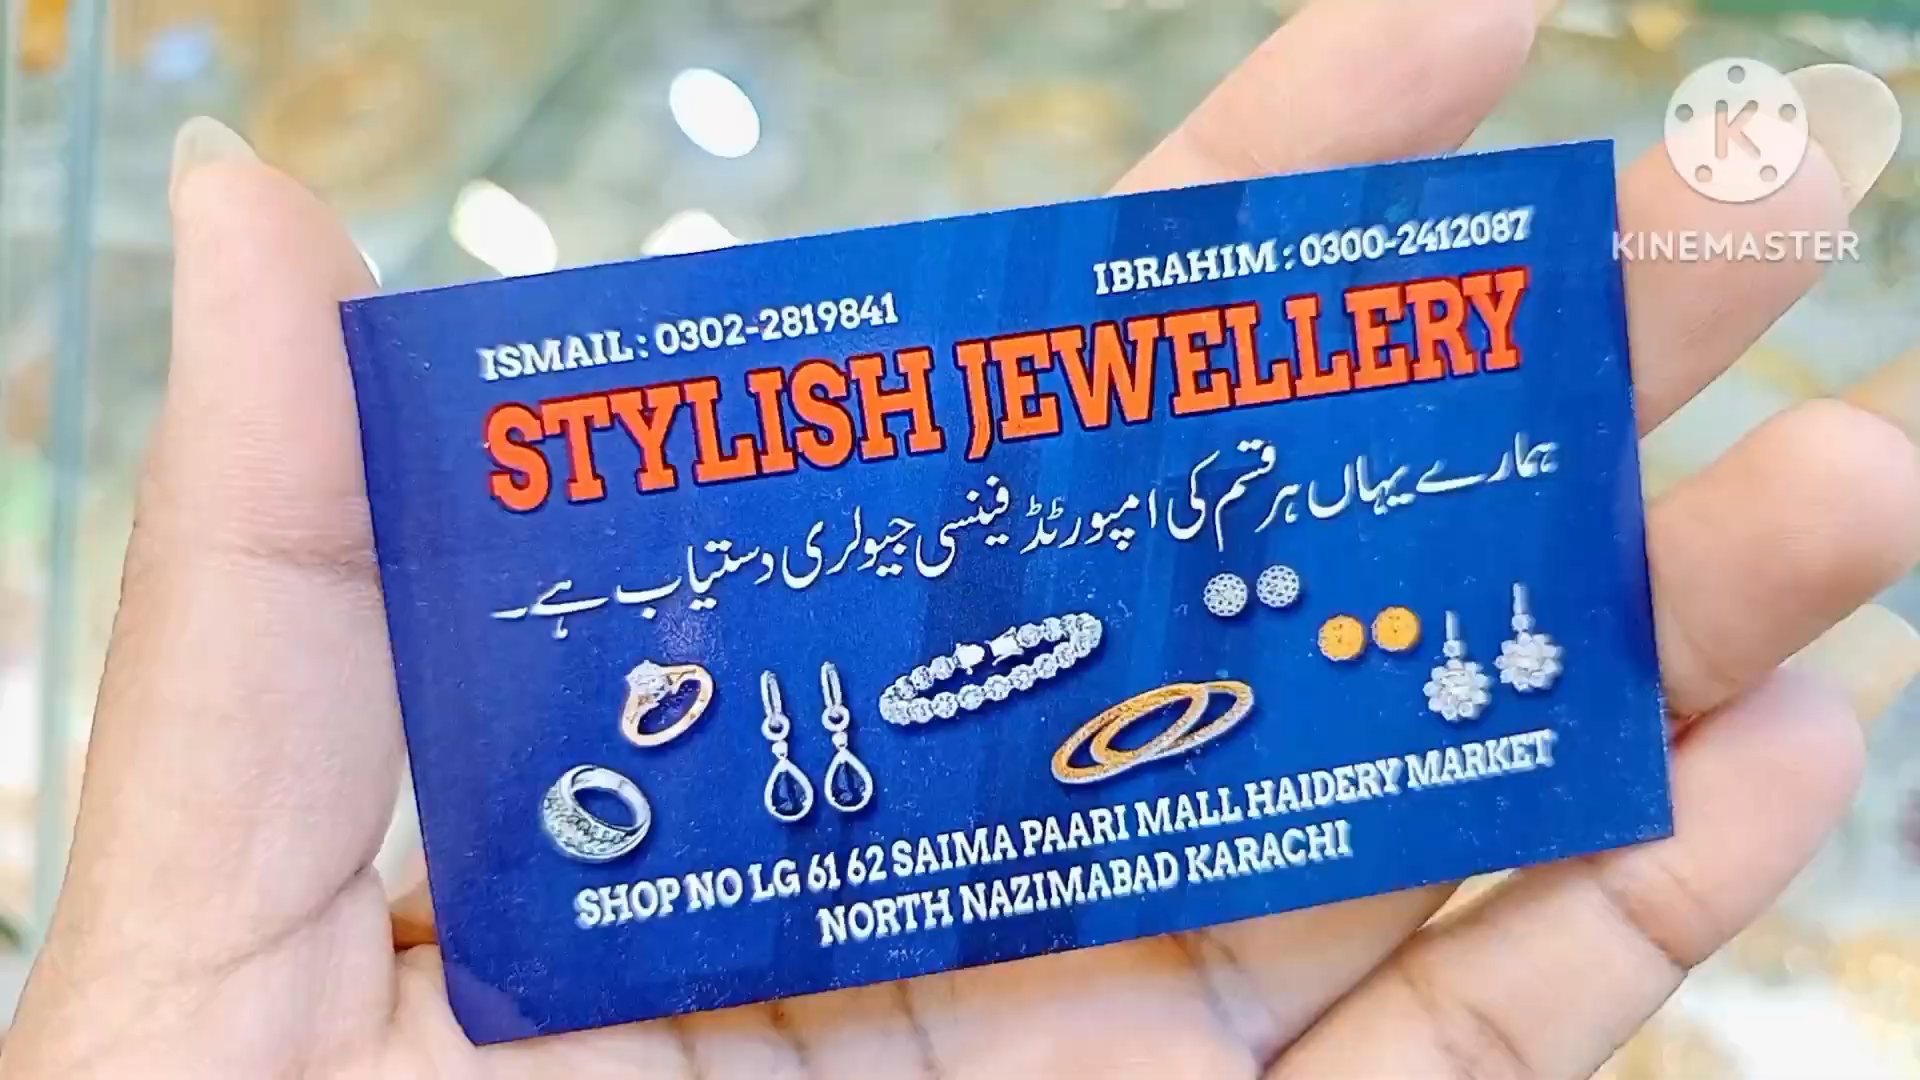 ISMAIL : 0302-2819841
IBRAHIM : 0300-2412087
STYLISH JEWELLERY
ہمارے یہاں ہر قسم کی امپورٹڈ فینسی جیولری دستیاب ہے۔
SHOP NO LG 61 62 SAIMA PAARI MALL HAIDERY MARKET
NORTH NAZIMABAD KARACHI
K
KINEMASTER